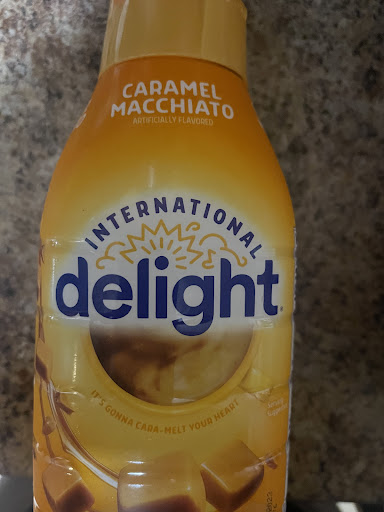 CARAMEL
MACCHIATO
ARTIFICIALLY FLAVORED
INTERNATIONAL
delight
IT'S GONNA CARA-MELT YOUR HEART